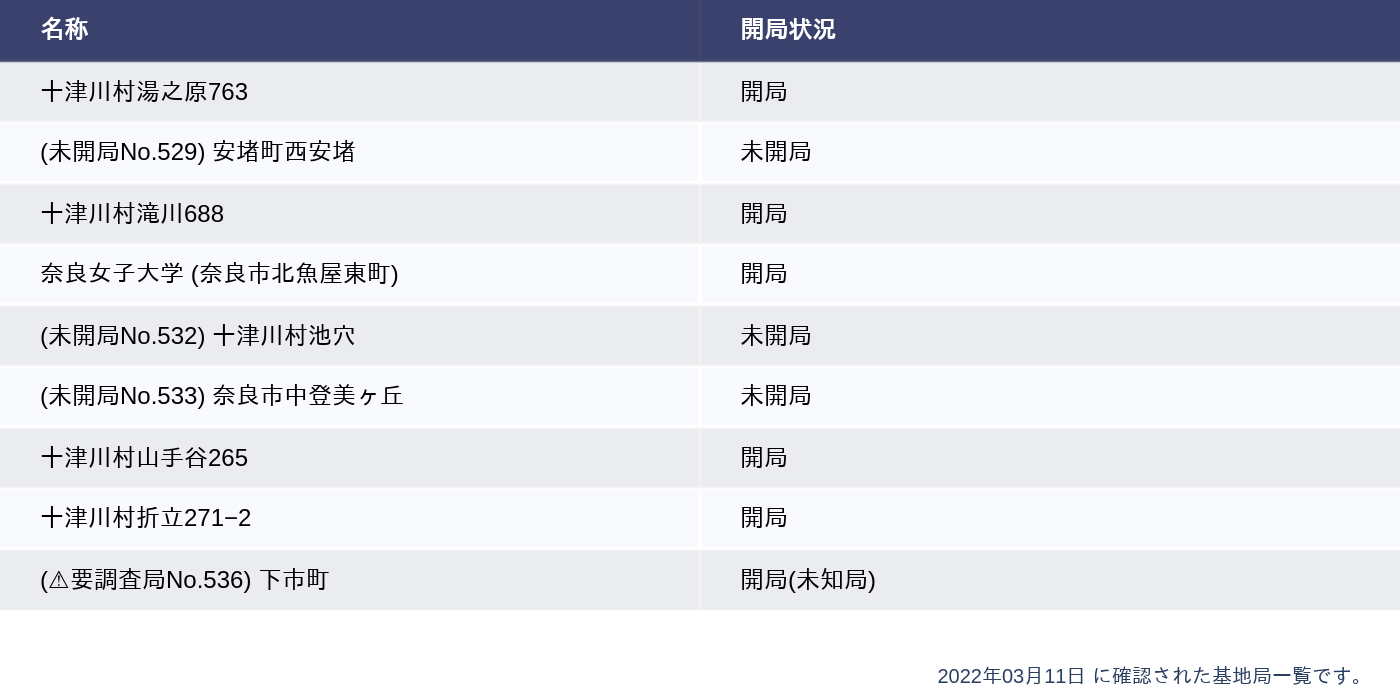 名称 開局状況
十津川村湯之原763 開局
(未開局No.529) 安堵町西安堵 未開局
十津川村滝川688 開局
奈良女子大学 (奈良市北魚屋東町) 開局
(未開局No.532) 十津川村池穴 未開局
(未開局No.533) 奈良市中登美ヶ丘 未開局
十津川村山手谷265 開局
十津川村折立271−2 開局
(⚠要調査局No.536) 下市町 開局(未知局)
2022年03月11日 に確認された基地局一覧です。